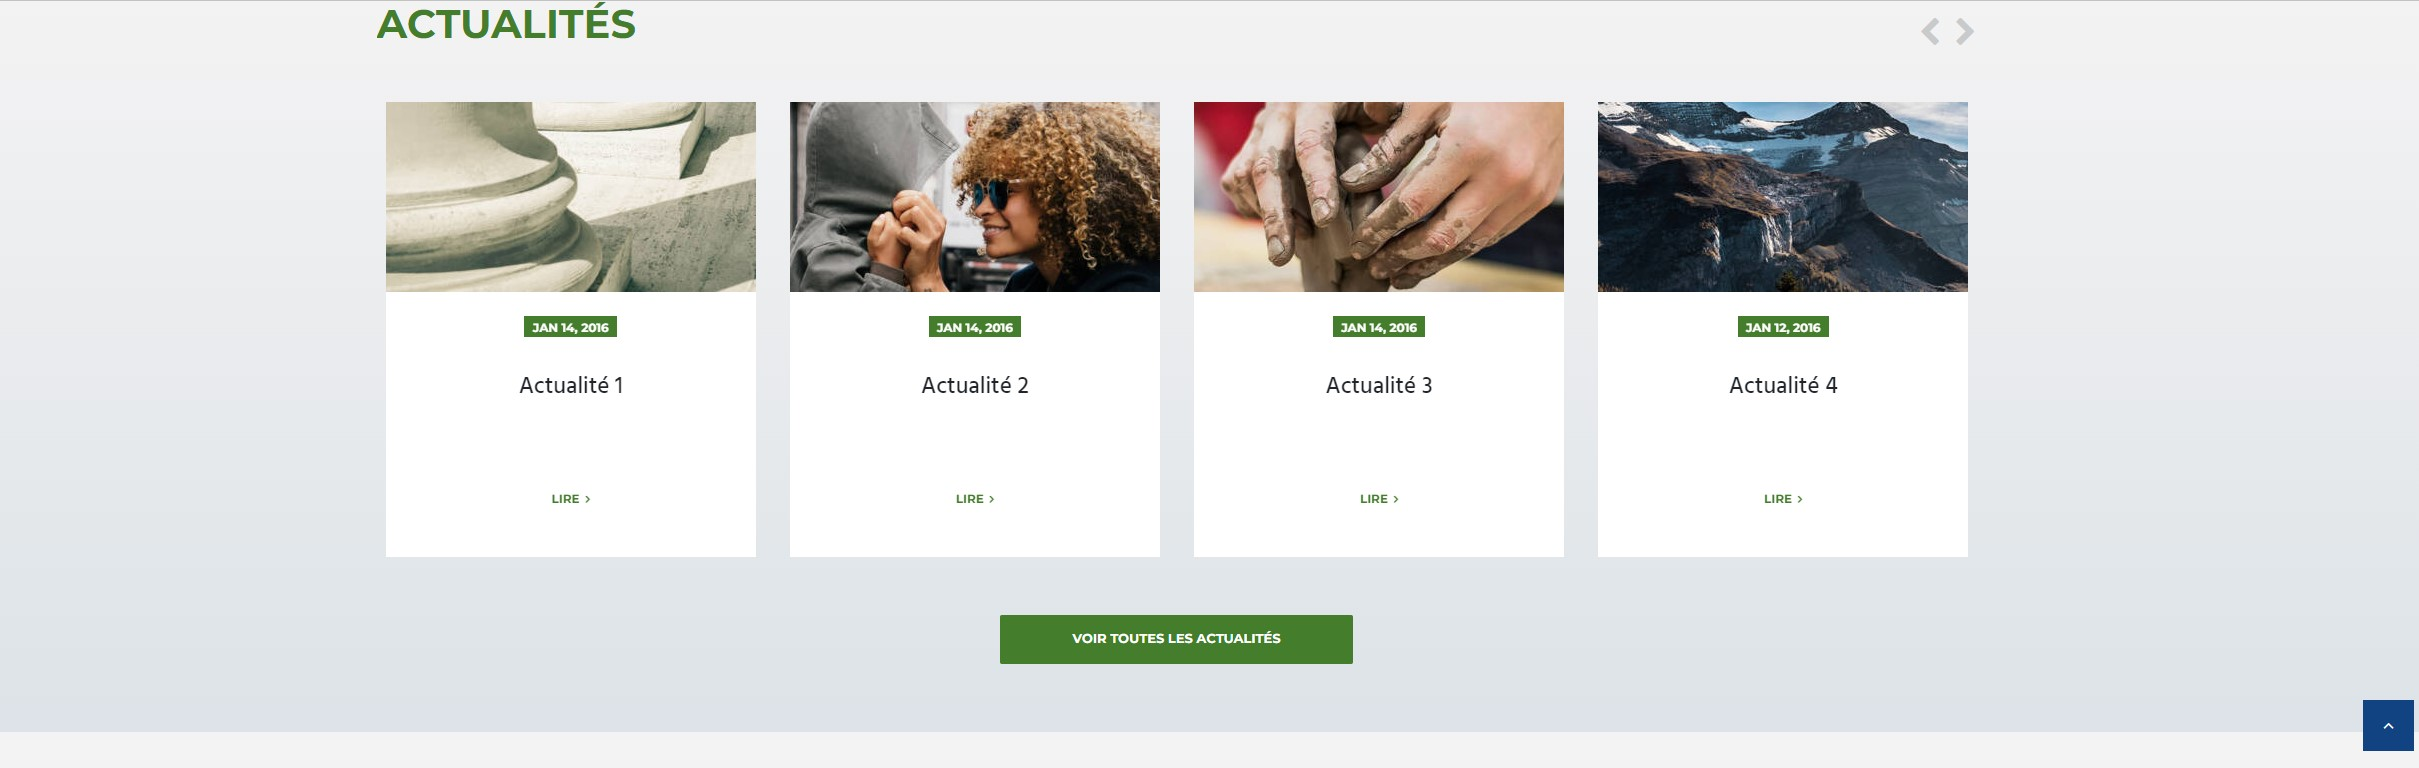 ACTUALITÉS
JAN 14, 2016
Actualité 1
LIRE >
JAN 14, 2016
Actualité 2
LIRE >
JAN 14, 2016
Actualité 3
LIRE >
JAN 12, 2016
Actualité 4
LIRE >
VOIR TOUTES LES ACTUALITÉS